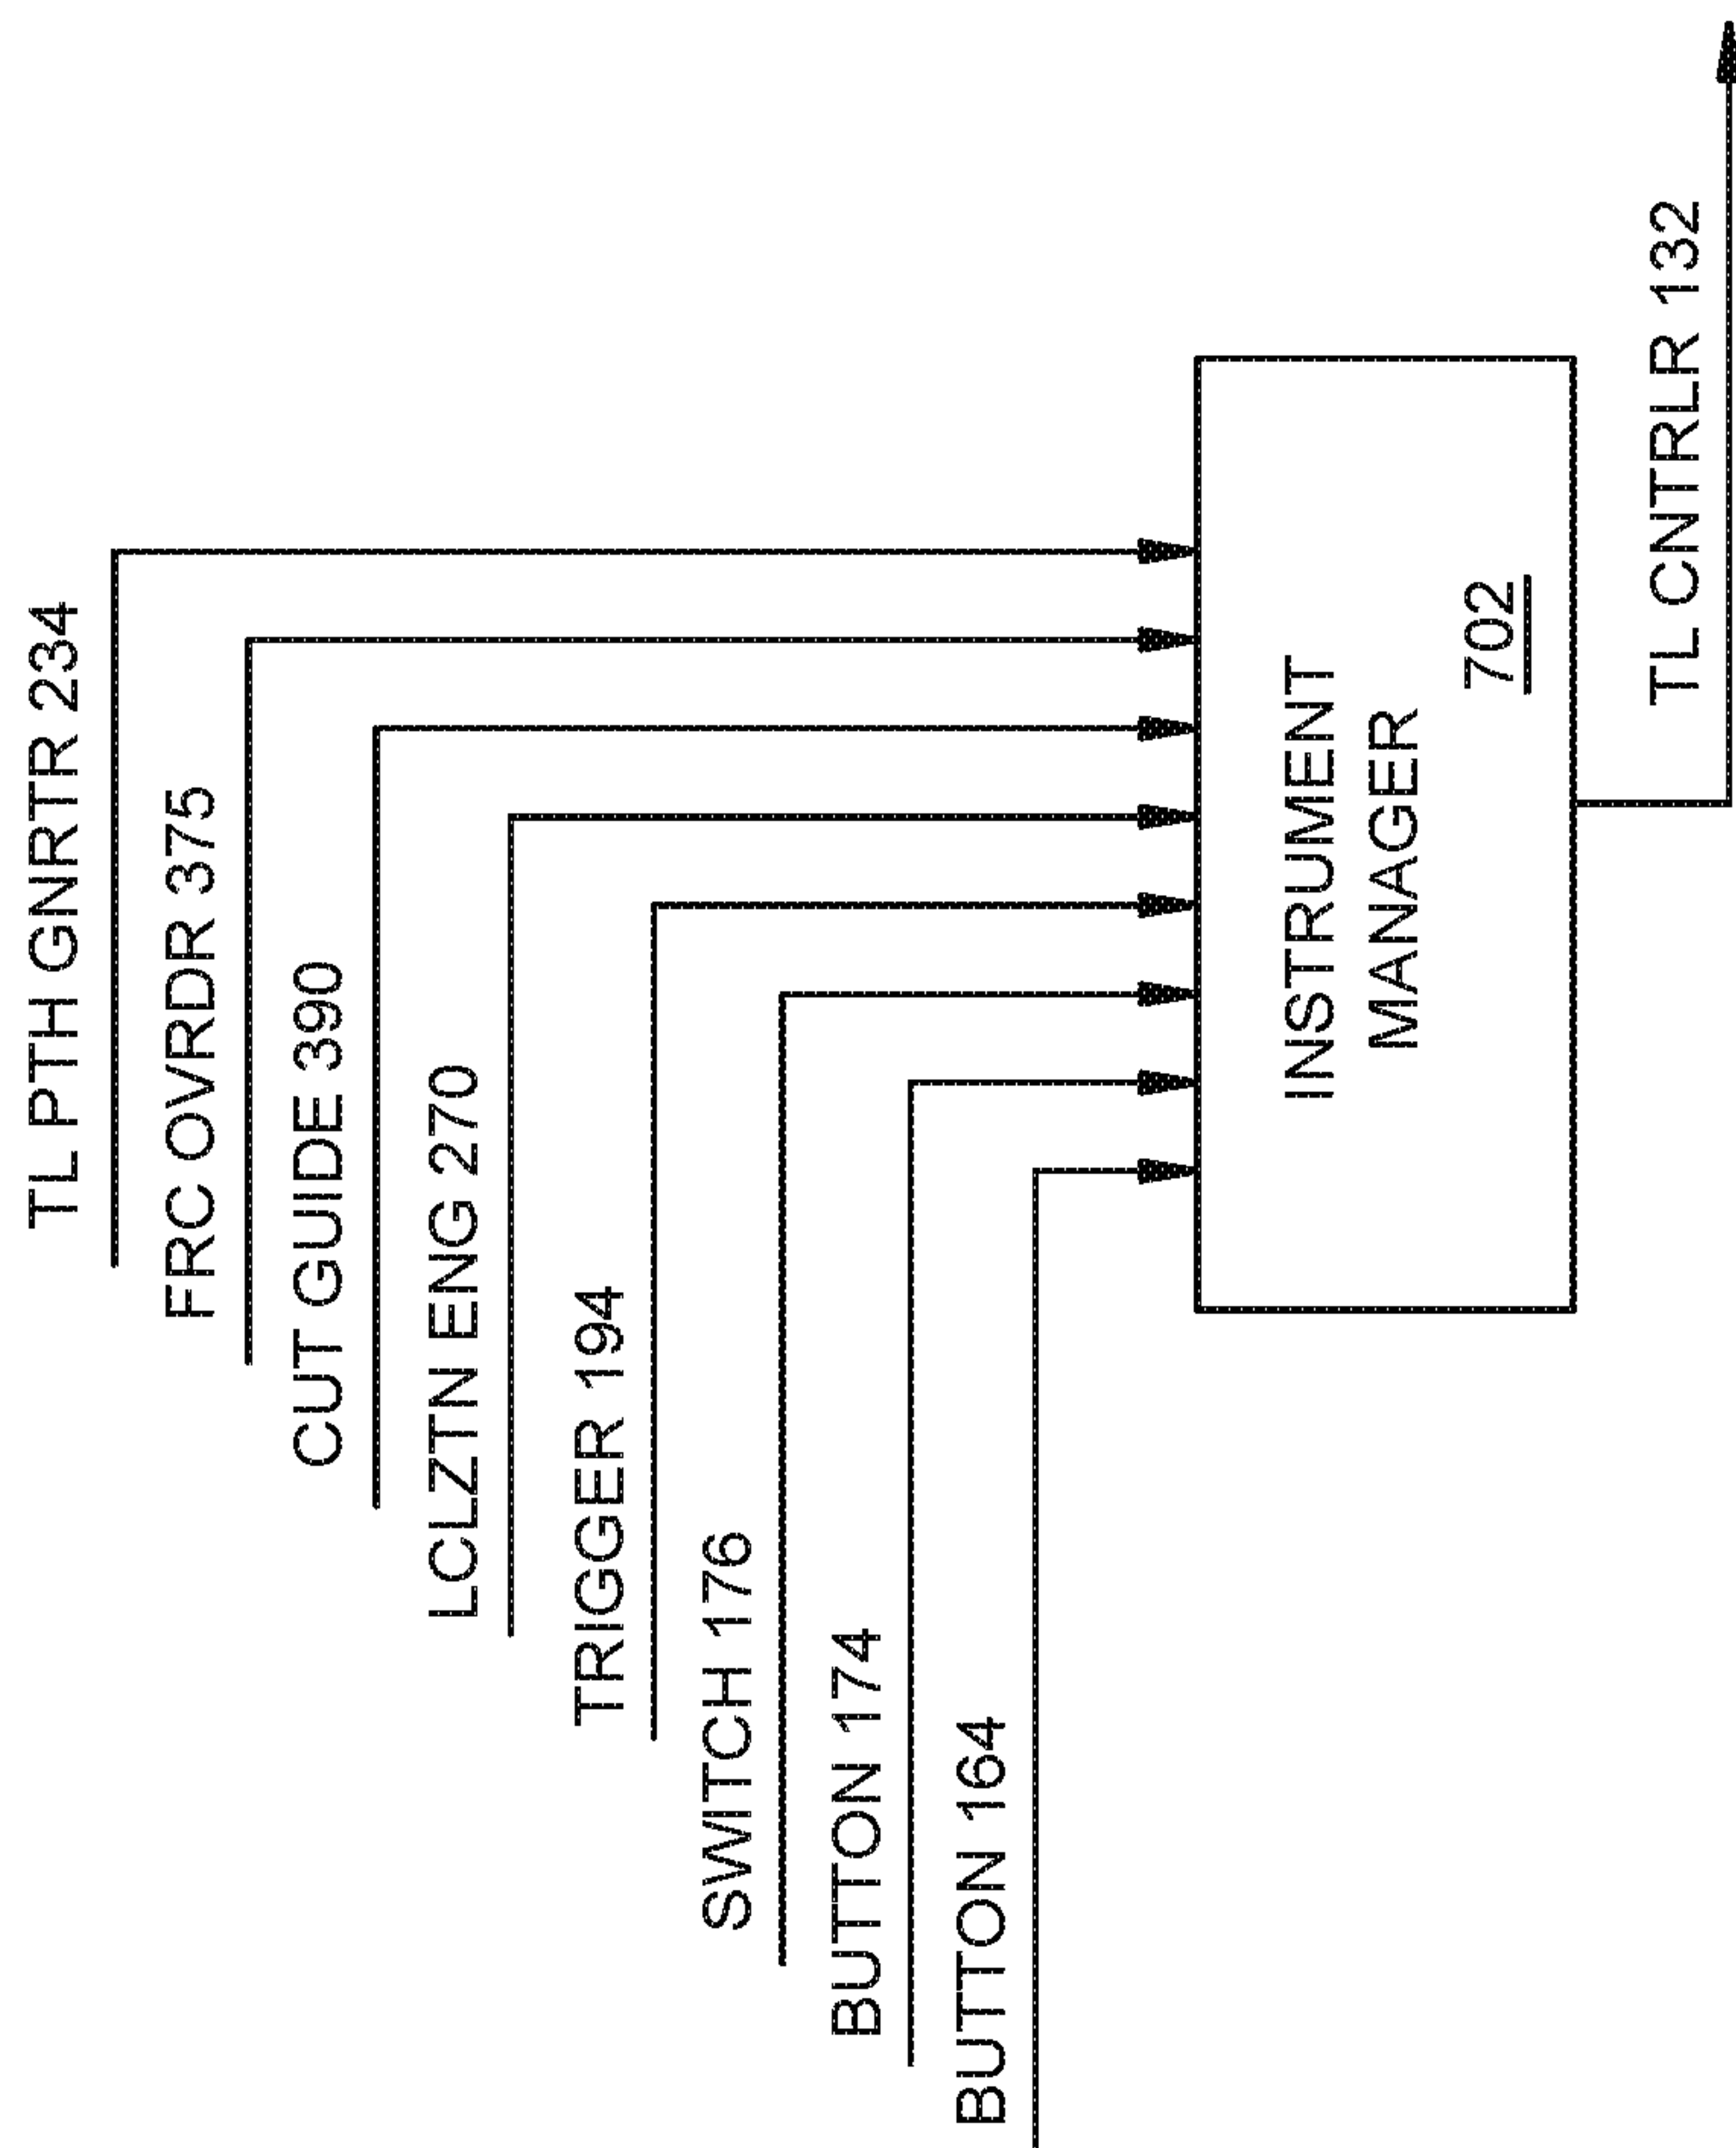 TL PTH GNRTR 234
FRC OVRDR 375
CUT GUIDE 390
LCLZTN ENG 270
TRIGGER 194
SWITCH 176
BUTTON 174
BUTTON 164
INSTRUMENT
MANAGER
702
TL CNTRLR 132